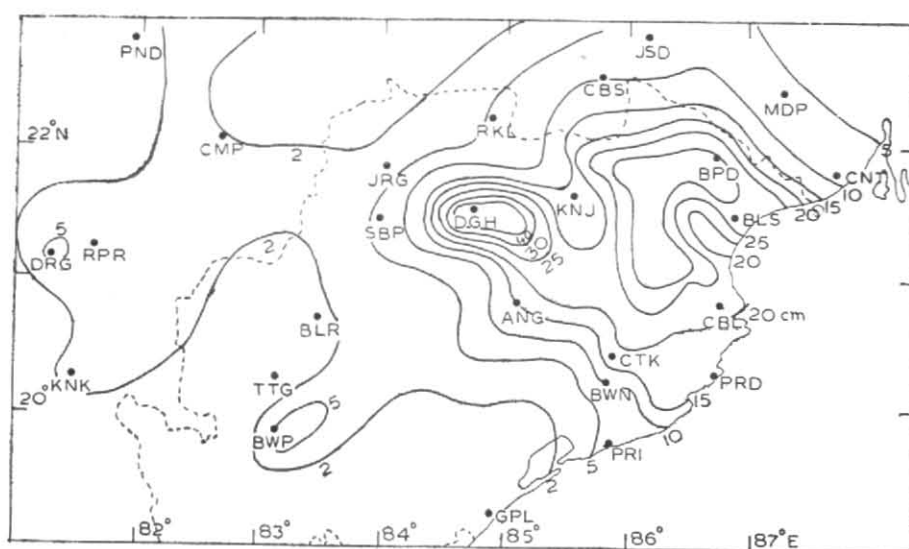 PND
JSD
CBS
MDP
22°N
CMP
2
RKL
5
JRG
BPD
CNT
10
15
20
SBP
DGH
KNJ
BLS
5
DRG
RPR
2
25
25
20
BLR
ANG
CBL
20 cm
KNK
TTG
CTK
PRD
20°
BWN
15
BWP
5
10
2
5
PRI
2
GPL
82°
83°
84°
85°
86°
87°E